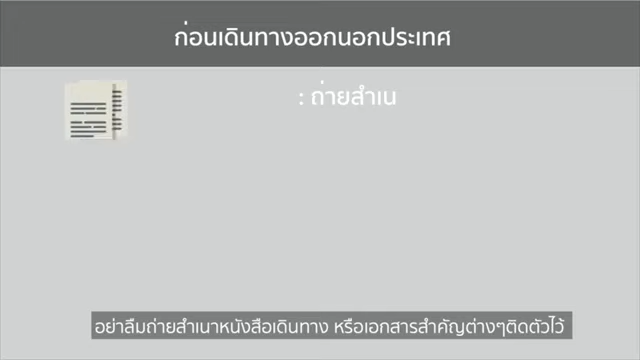 ก่อนเดินทางออกนอกประเทศ
: ถ่ายสำเน
อย่าลืมถ่ายสำเนาหนังสือเดินทาง หรือเอกสารสำคัญต่างๆติดตัวไว้